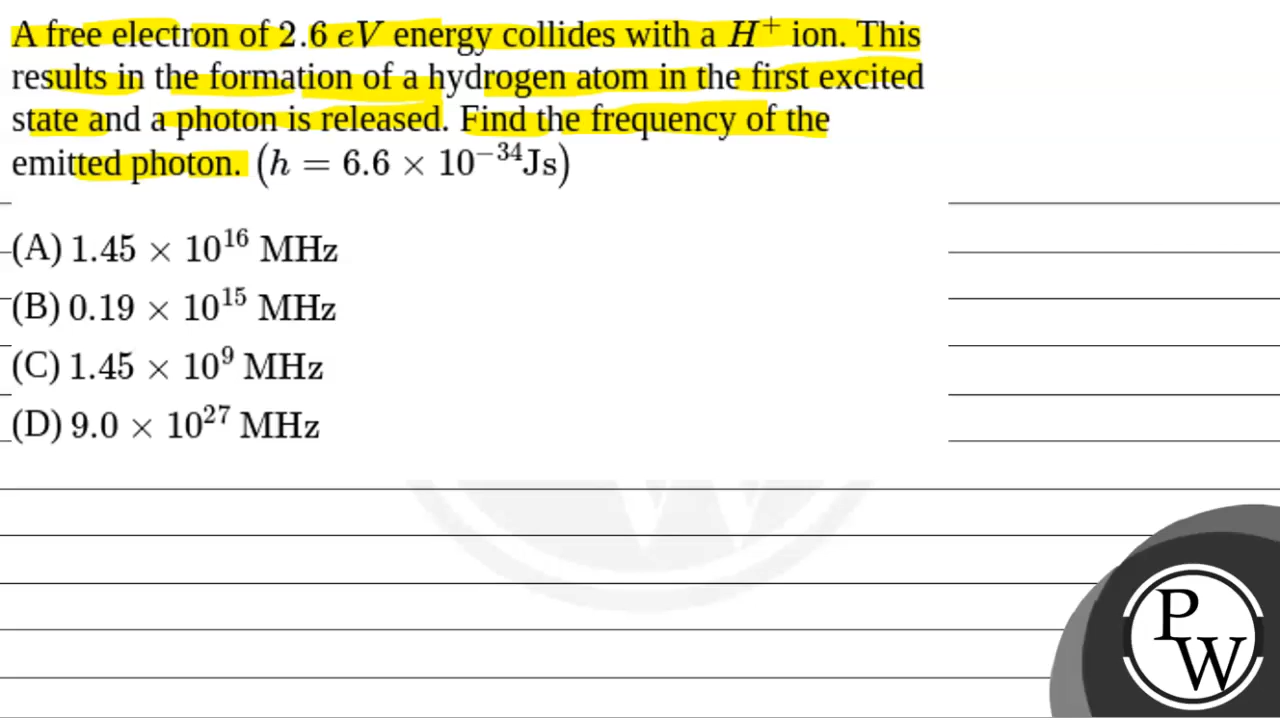 A free electron of 2.6 eV energy collides with a H⁺ ion. This
results in the formation of a hydrogen atom in the first excited
state and a photon is released. Find the frequency of the
emitted photon. (h = 6.6 × 10⁻³⁴Js)
(A) 1.45 × 10¹⁶ MHz
(B) 0.19 × 10¹⁵ MHz
(C) 1.45 × 10⁹ MHz
(D) 9.0 × 10²⁷ MHz
P
W